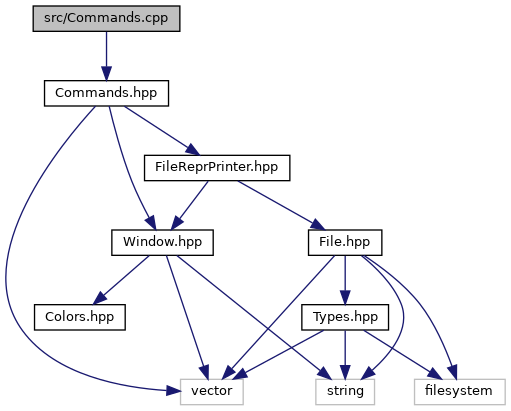 src/Commands.cpp
Commands.hpp
FileReprPrinter.hpp
Window.hpp
File.hpp
Colors.hpp
Types.hpp
vector
string
filesystem